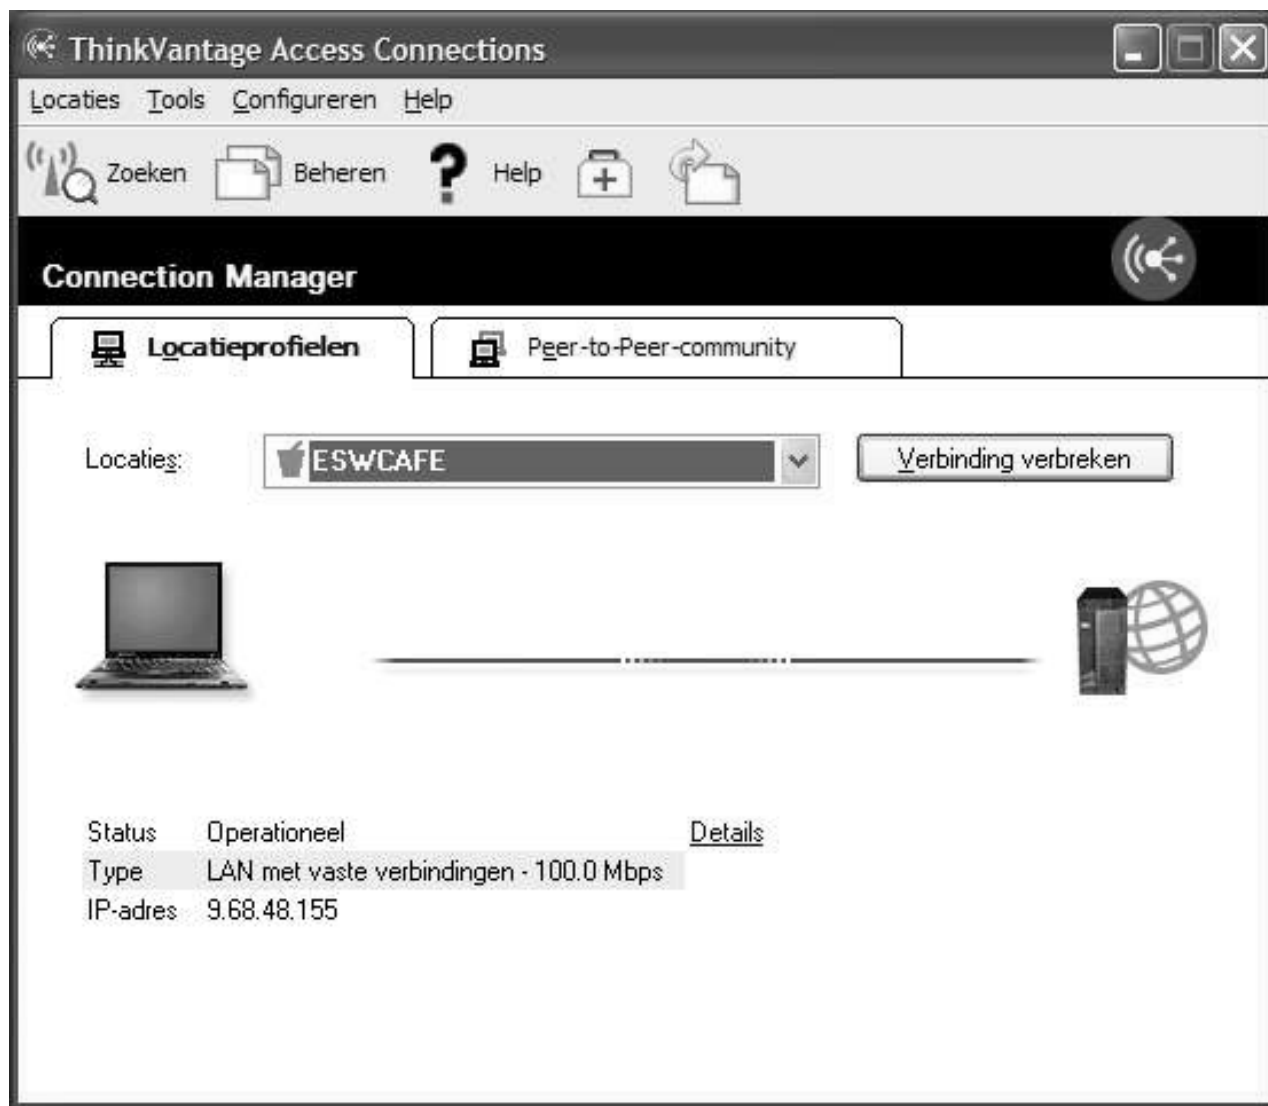 ThinkVantage Access Connections
Locaties Tools Configureren Help
Zoeken Beheren ? Help
Connection Manager
Locatieprofielen Peer-to-Peer-community
Locaties: ESWCAFE Verbinding verbreken
Status Operationeel Details
Type LAN met vaste verbindingen - 100.0 Mbps
IP-adres 9.68.48.155